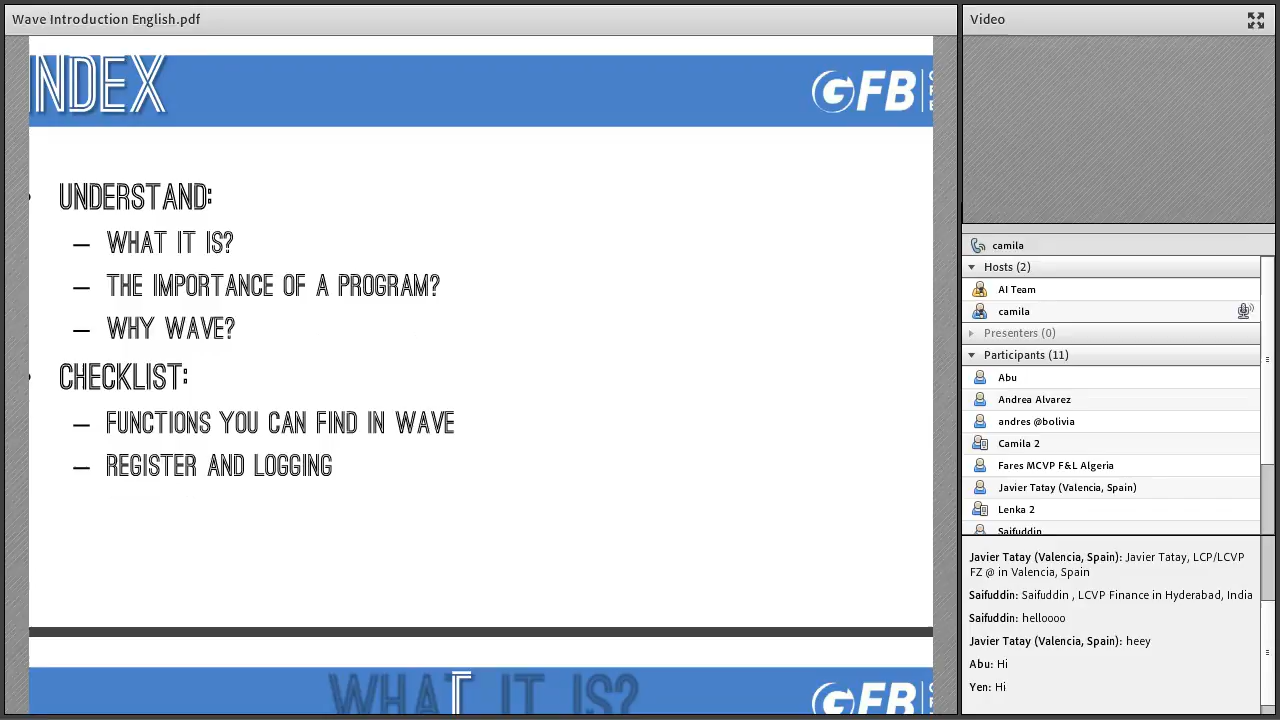 Wave Introduction English.pdf
INDEX
GFB
UNDERSTAND:
– WHAT IT IS?
– THE IMPORTANCE OF A PROGRAM?
– WHY WAVE?
CHECKLIST:
– FUNCTIONS YOU CAN FIND IN WAVE
– REGISTER AND LOGGING
WHAT IT IS?
GFB
Video
camila
Hosts (2)
AI Team
camila
Presenters (0)
Participants (11)
Abu
Andrea Alvarez
andres @bolivia
Camila 2
Fares MCVP F&L Algeria
Javier Tatay (Valencia, Spain)
Lenka 2
Saifuddin
Javier Tatay (Valencia, Spain): Javier Tatay, LCP/LCVP
FZ @ in Valencia, Spain
Saifuddin: Saifuddin , LCVP Finance in Hyderabad, India
Saifuddin: helloooo
Javier Tatay (Valencia, Spain): heey
Abu: Hi
Yen: Hi